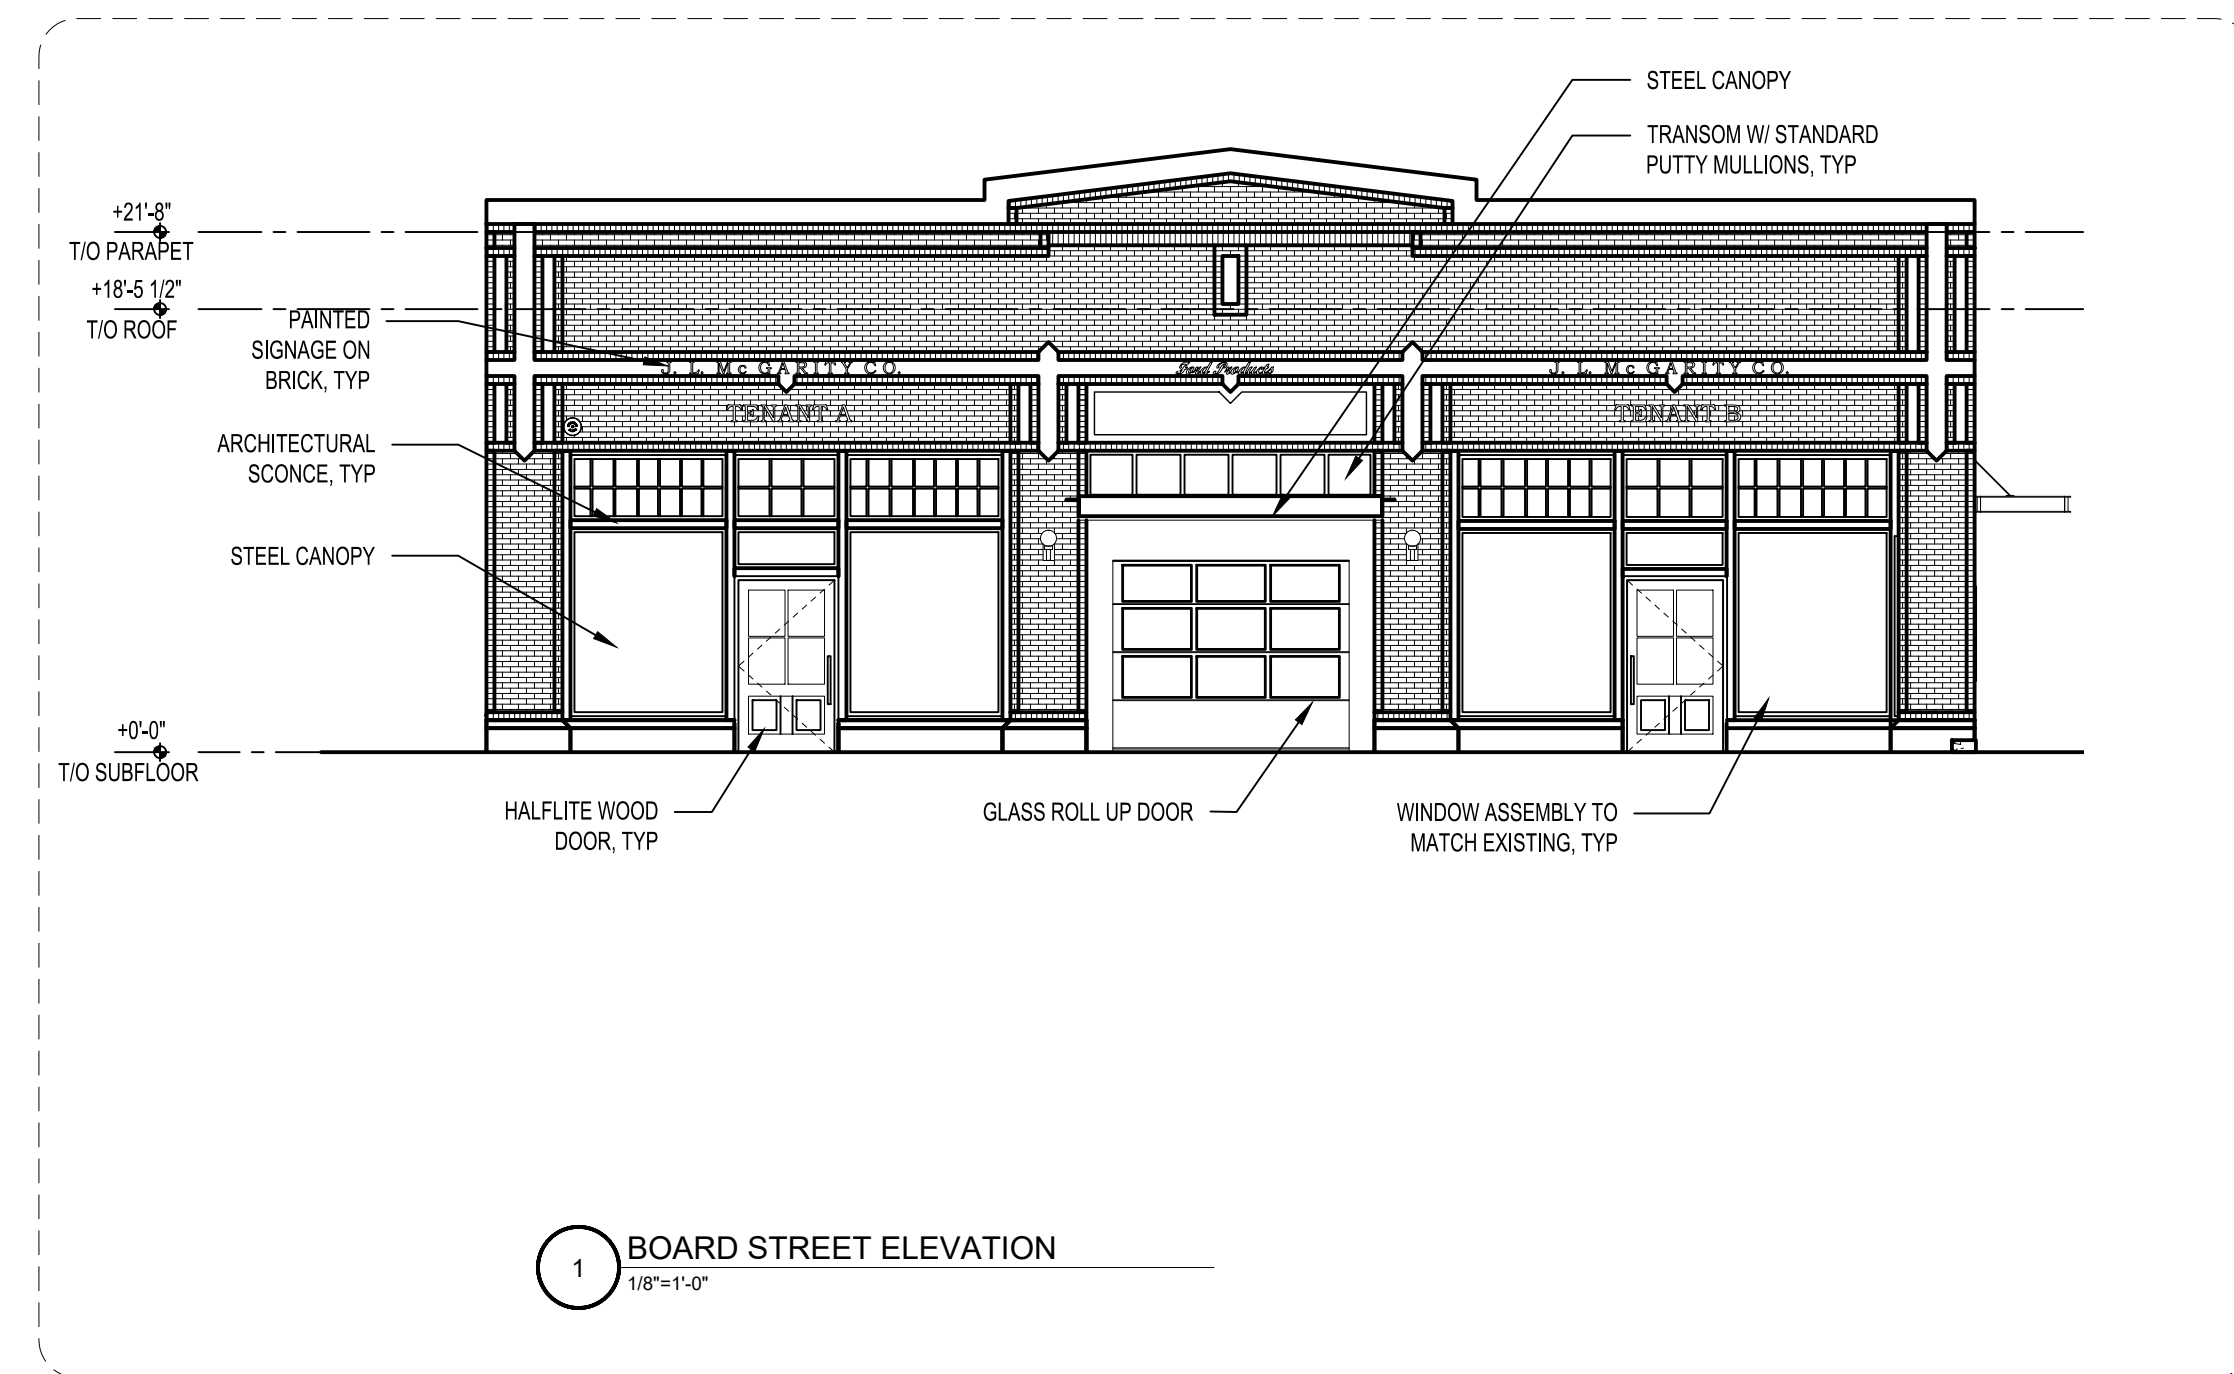 STEEL CANOPY
TRANSOM W/ STANDARD
PUTTY MULLIONS, TYP
+21'-8"
T/O PARAPET
+18'-5 1/2"
T/O ROOF
PAINTED
SIGNAGE ON
BRICK, TYP
J. L. Mc GARITY CO.
Ford Products
J. L. Mc GARITY CO.
TENANT A
TENANT B
ARCHITECTURAL
SCONCE, TYP
STEEL CANOPY
+0'-0"
T/O SUBFLOOR
HALFLITE WOOD
DOOR, TYP
GLASS ROLL UP DOOR
WINDOW ASSEMBLY TO
MATCH EXISTING, TYP
1
BOARD STREET ELEVATION
1/8"=1'-0"